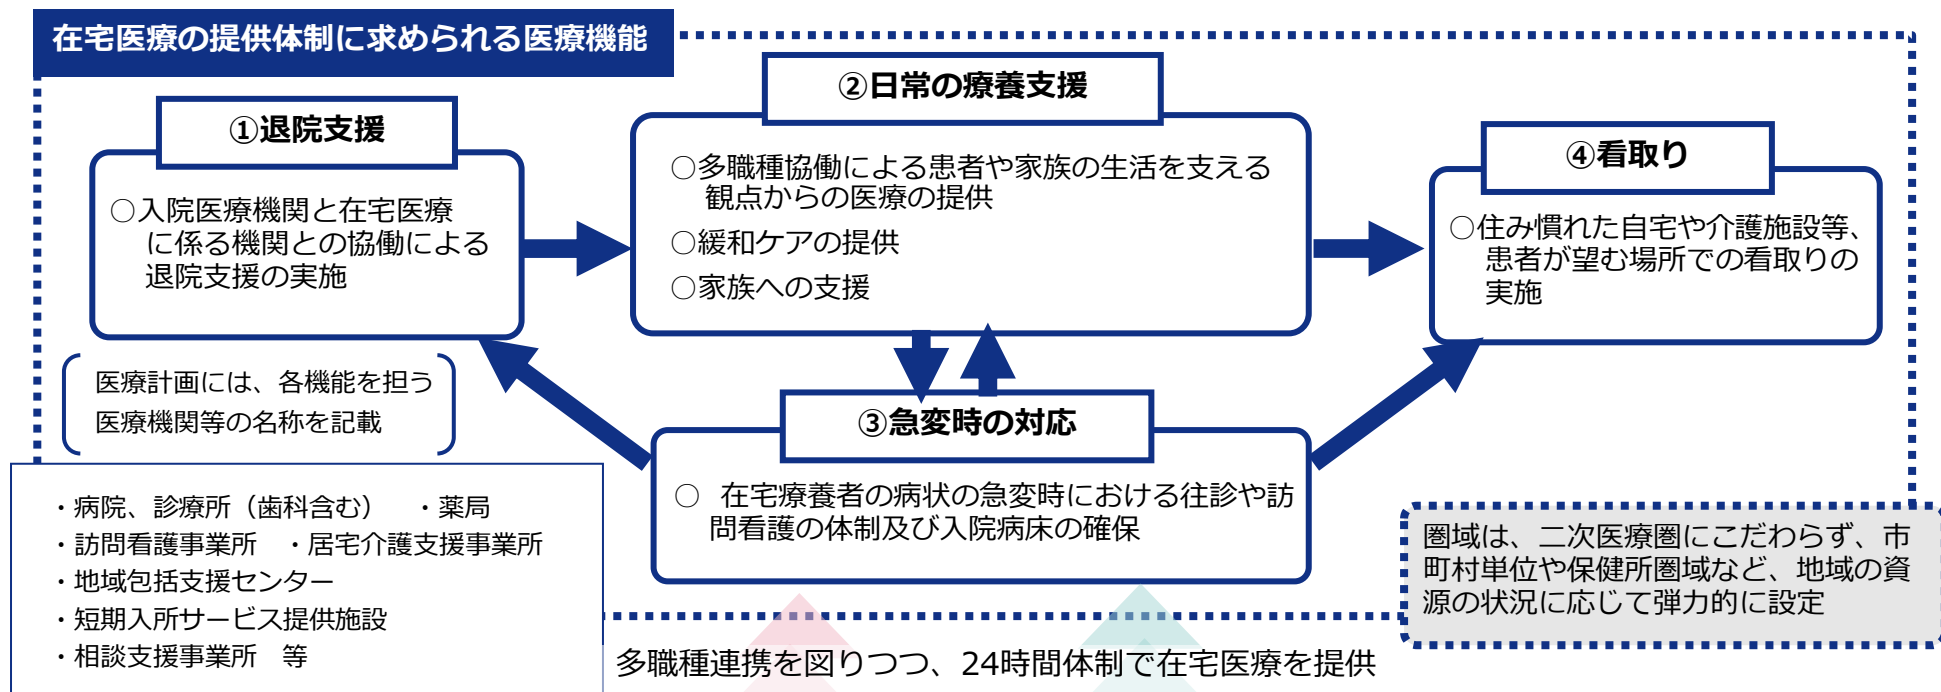 在宅医療の提供体制に求められる医療機能
①退院支援
○入院医療機関と在宅医療
に係る機関との協働による
退院支援の実施
②日常の療養支援
○多職種協働による患者や家族の生活を支える
観点からの医療の提供
○緩和ケアの提供
○家族への支援
④看取り
○住み慣れた自宅や介護施設等、
患者が望む場所での看取りの
実施
医療計画には、各機能を担う
医療機関等の名称を記載
③急変時の対応
○ 在宅療養者の病状の急変時における往診や訪
問看護の体制及び入院病床の確保
・病院、診療所（歯科含む）　・薬局
・訪問看護事業所　・居宅介護支援事業所
・地域包括支援センター
・短期入所サービス提供施設
・相談支援事業所　等
圏域は、二次医療圏にこだわらず、市
町村単位や保健所圏域など、地域の資
源の状況に応じて弾力的に設定
多職種連携を図りつつ、24時間体制で在宅医療を提供